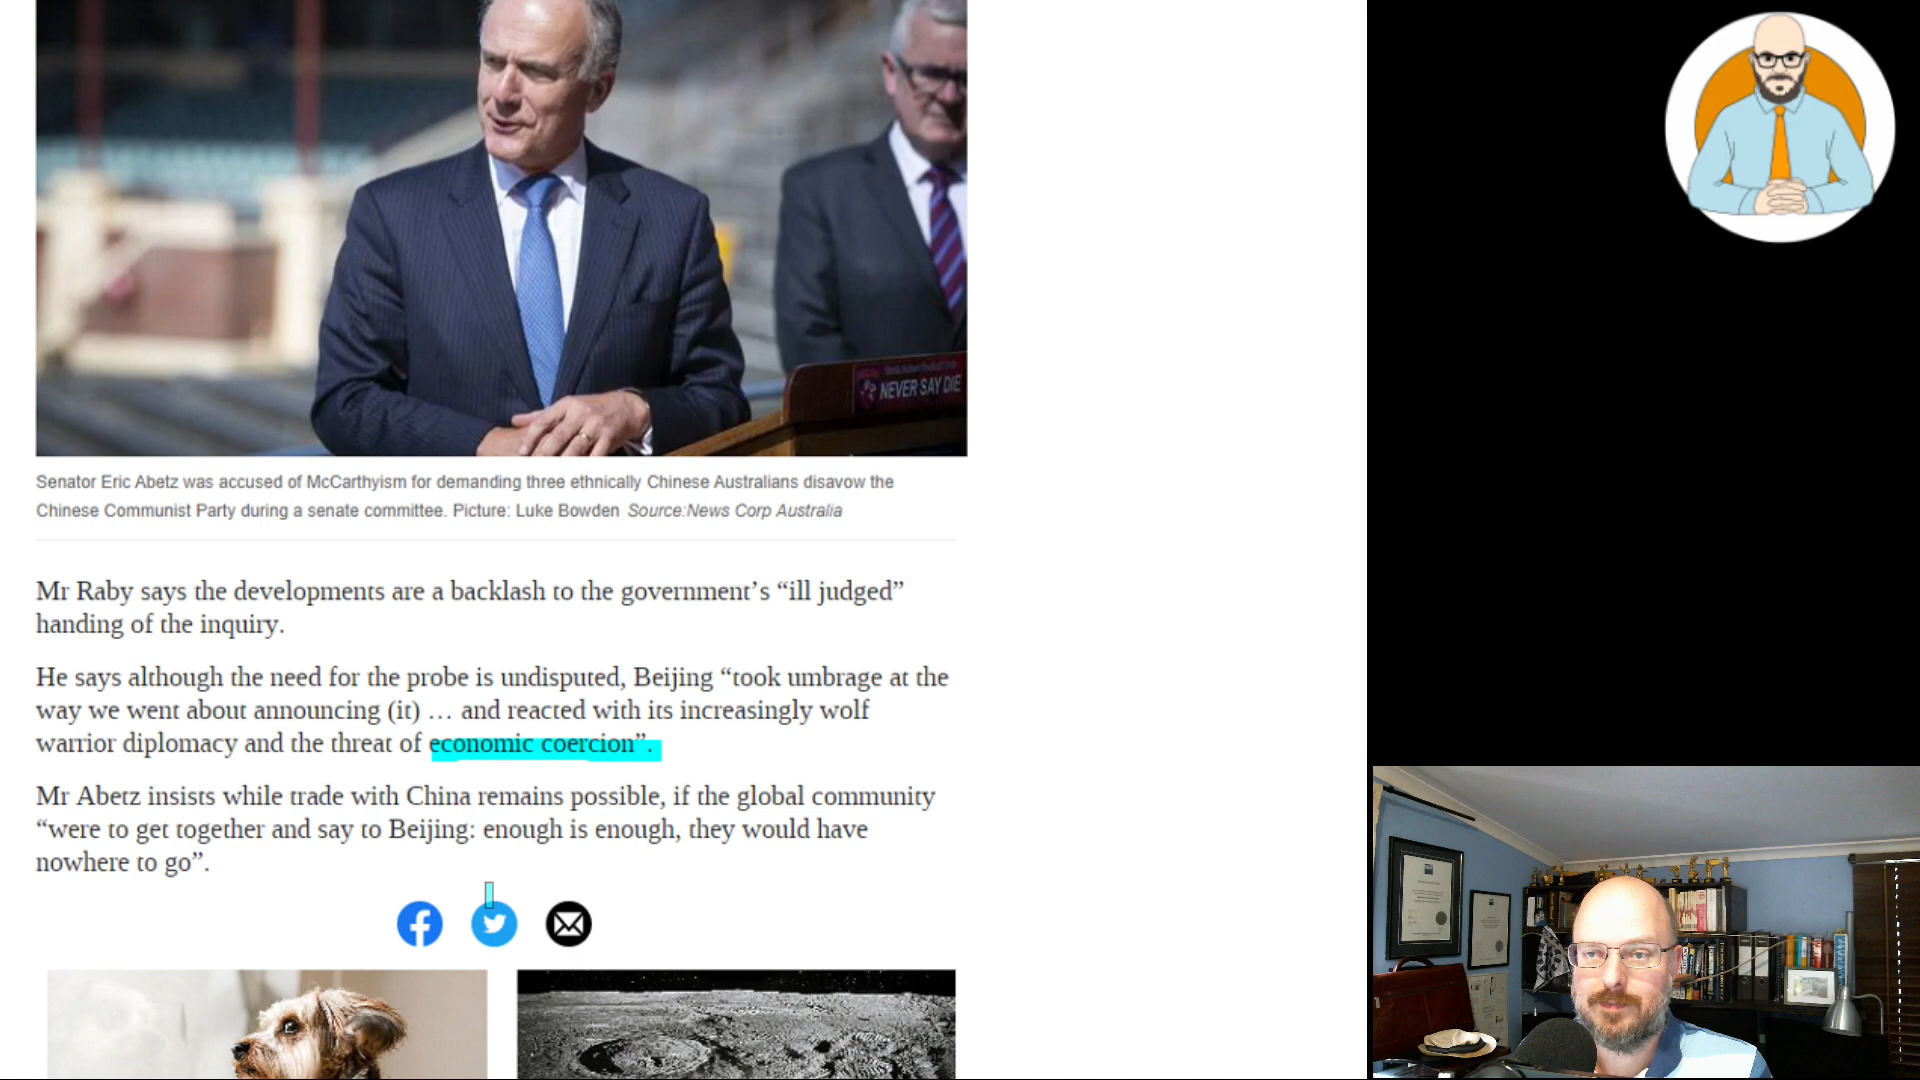 NEVER SAY DIE
Senator Eric Abetz was accused of McCarthyism for demanding three ethnically Chinese Australians disavow the
Chinese Communist Party during a senate committee. Picture: Luke Bowden Source:News Corp Australia
Mr Raby says the developments are a backlash to the government’s “ill judged”
handing of the inquiry.
He says although the need for the probe is undisputed, Beijing “took umbrage at the
way we went about announcing (it) … and reacted with its increasingly wolf
warrior diplomacy and the threat of economic coercion”.
Mr Abetz insists while trade with China remains possible, if the global community
“were to get together and say to Beijing: enough is enough, they would have
nowhere to go”.